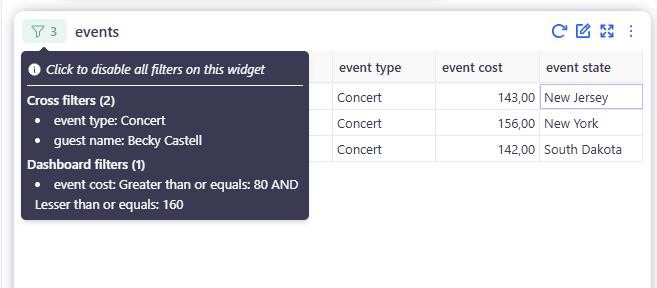 3 events
Click to disable all filters on this widget
Cross filters (2)
• event type: Concert
• guest name: Becky Castell
Dashboard filters (1)
• event cost: Greater than or equals: 80 AND
Lesser than or equals: 160
event type event cost event state
Concert 143,00 New Jersey
Concert 156,00 New York
Concert 142,00 South Dakota